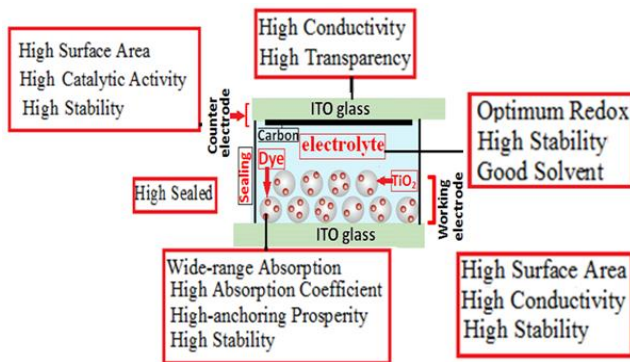 High Conductivity
High Transparency
High Surface Area
High Catalytic Activity
High Stability
Counter
electrode
ITO glass
Carbon
electrolyte
Optimum Redox
High Stability
Good Solvent
Sealing
Dye
TiO₂
High Sealed
Working
electrode
ITO glass
Wide-range Absorption
High Absorption Coefficient
High-anchoring Prosperity
High Stability
High Surface Area
High Conductivity
High Stability